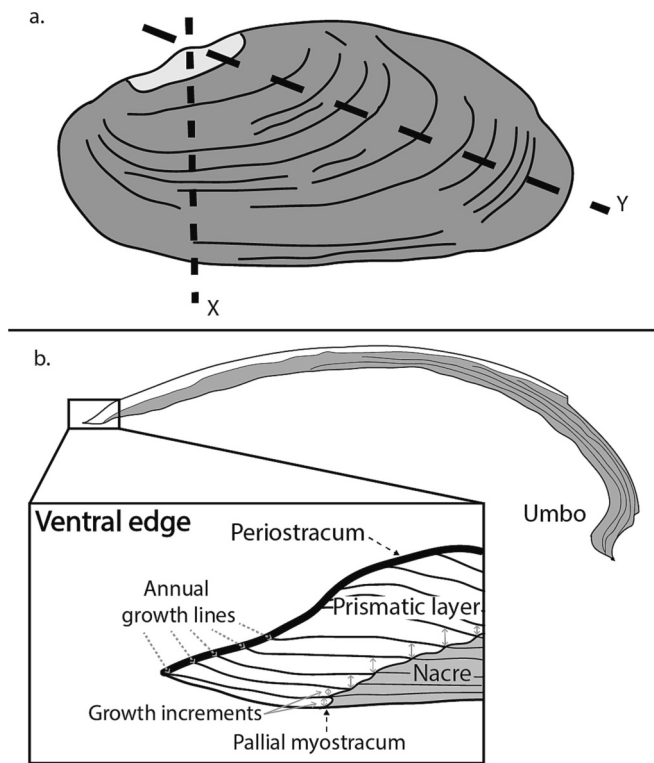 a.
Y
X
b.
Umbo
Ventral edge
Periostracum
Annual
growth lines
Prismatic layer
Nacre
Growth increments
Pallial myostracum